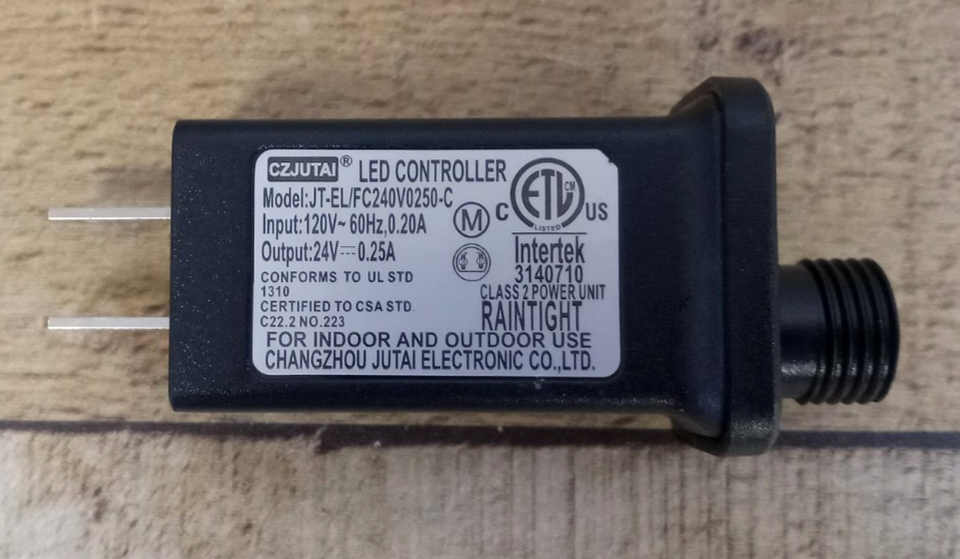 CZJUTAI® LED CONTROLLER
Model:JT-EL/FC240V0250-C
Input:120V~ 60Hz,0.20A
Output:24V⎓0.25A
CONFORMS TO UL STD
1310
CERTIFIED TO CSA STD.
C22.2 NO.223
M
C ETL CM US
LISTED
Intertek
3140710
CLASS 2 POWER UNIT
RAINTIGHT
FOR INDOOR AND OUTDOOR USE
CHANGZHOU JUTAI ELECTRONIC CO.,LTD.